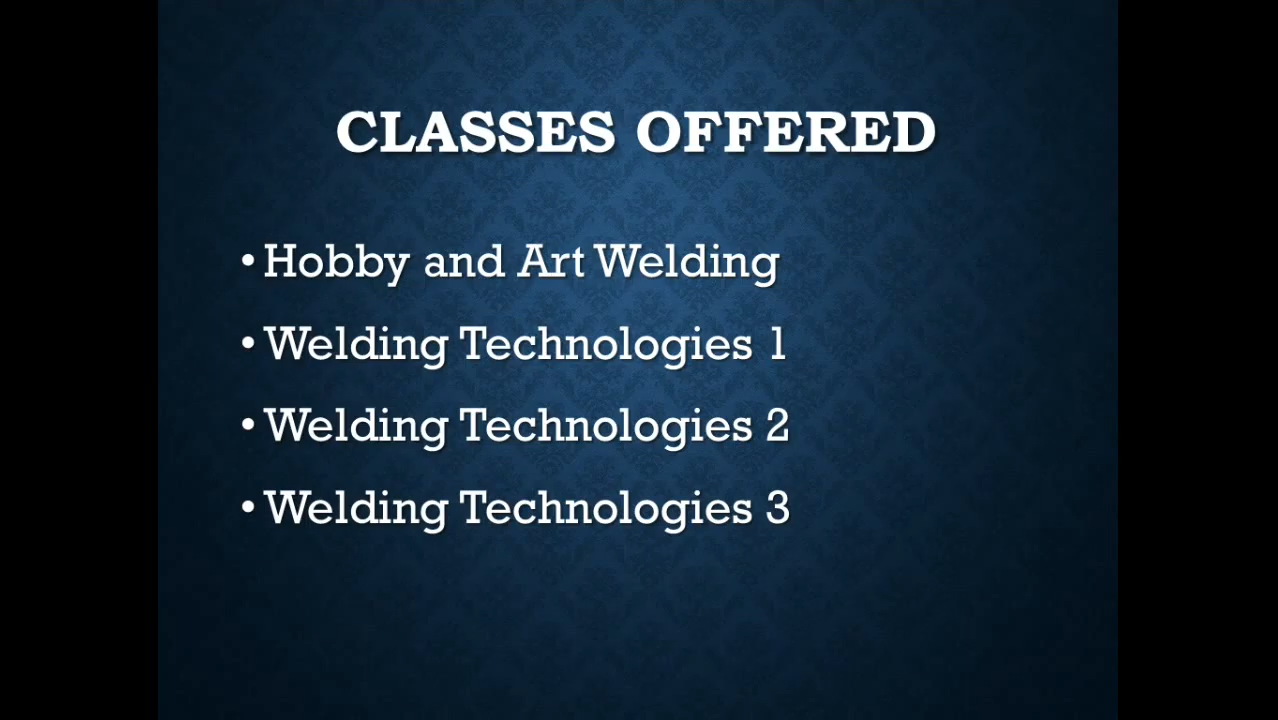 CLASSES OFFERED
• Hobby and Art Welding
• Welding Technologies 1
• Welding Technologies 2
• Welding Technologies 3